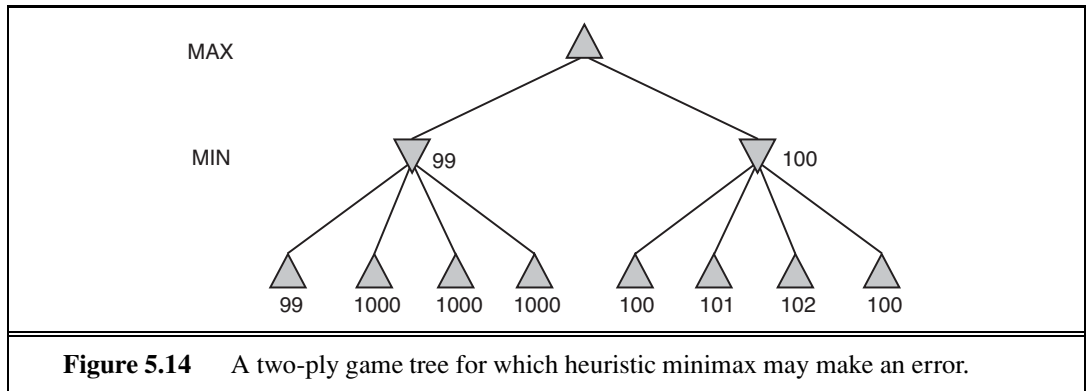 MAX
MIN
99
100
99 1000 1000 1000 100 101 102 100
Figure 5.14 A two-ply game tree for which heuristic minimax may make an error.